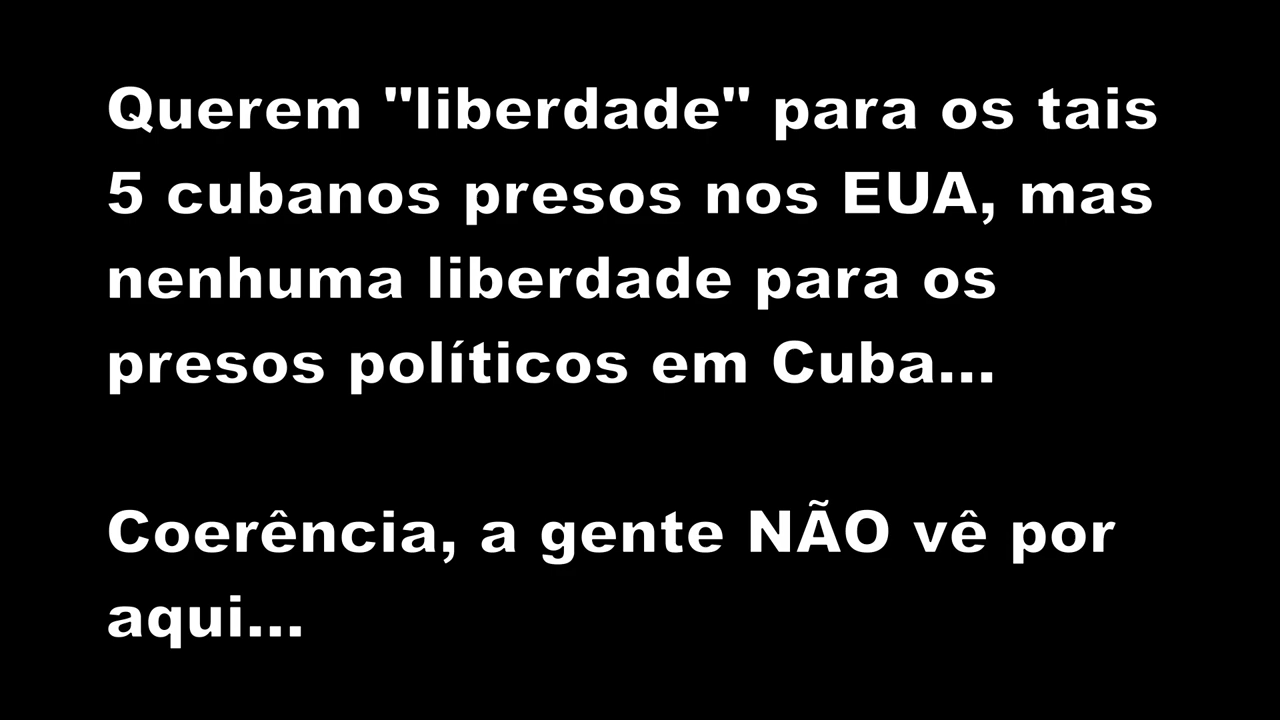 Querem "liberdade" para os tais
5 cubanos presos nos EUA, mas
nenhuma liberdade para os
presos políticos em Cuba...
Coerência, a gente NÃO vê por
aqui...